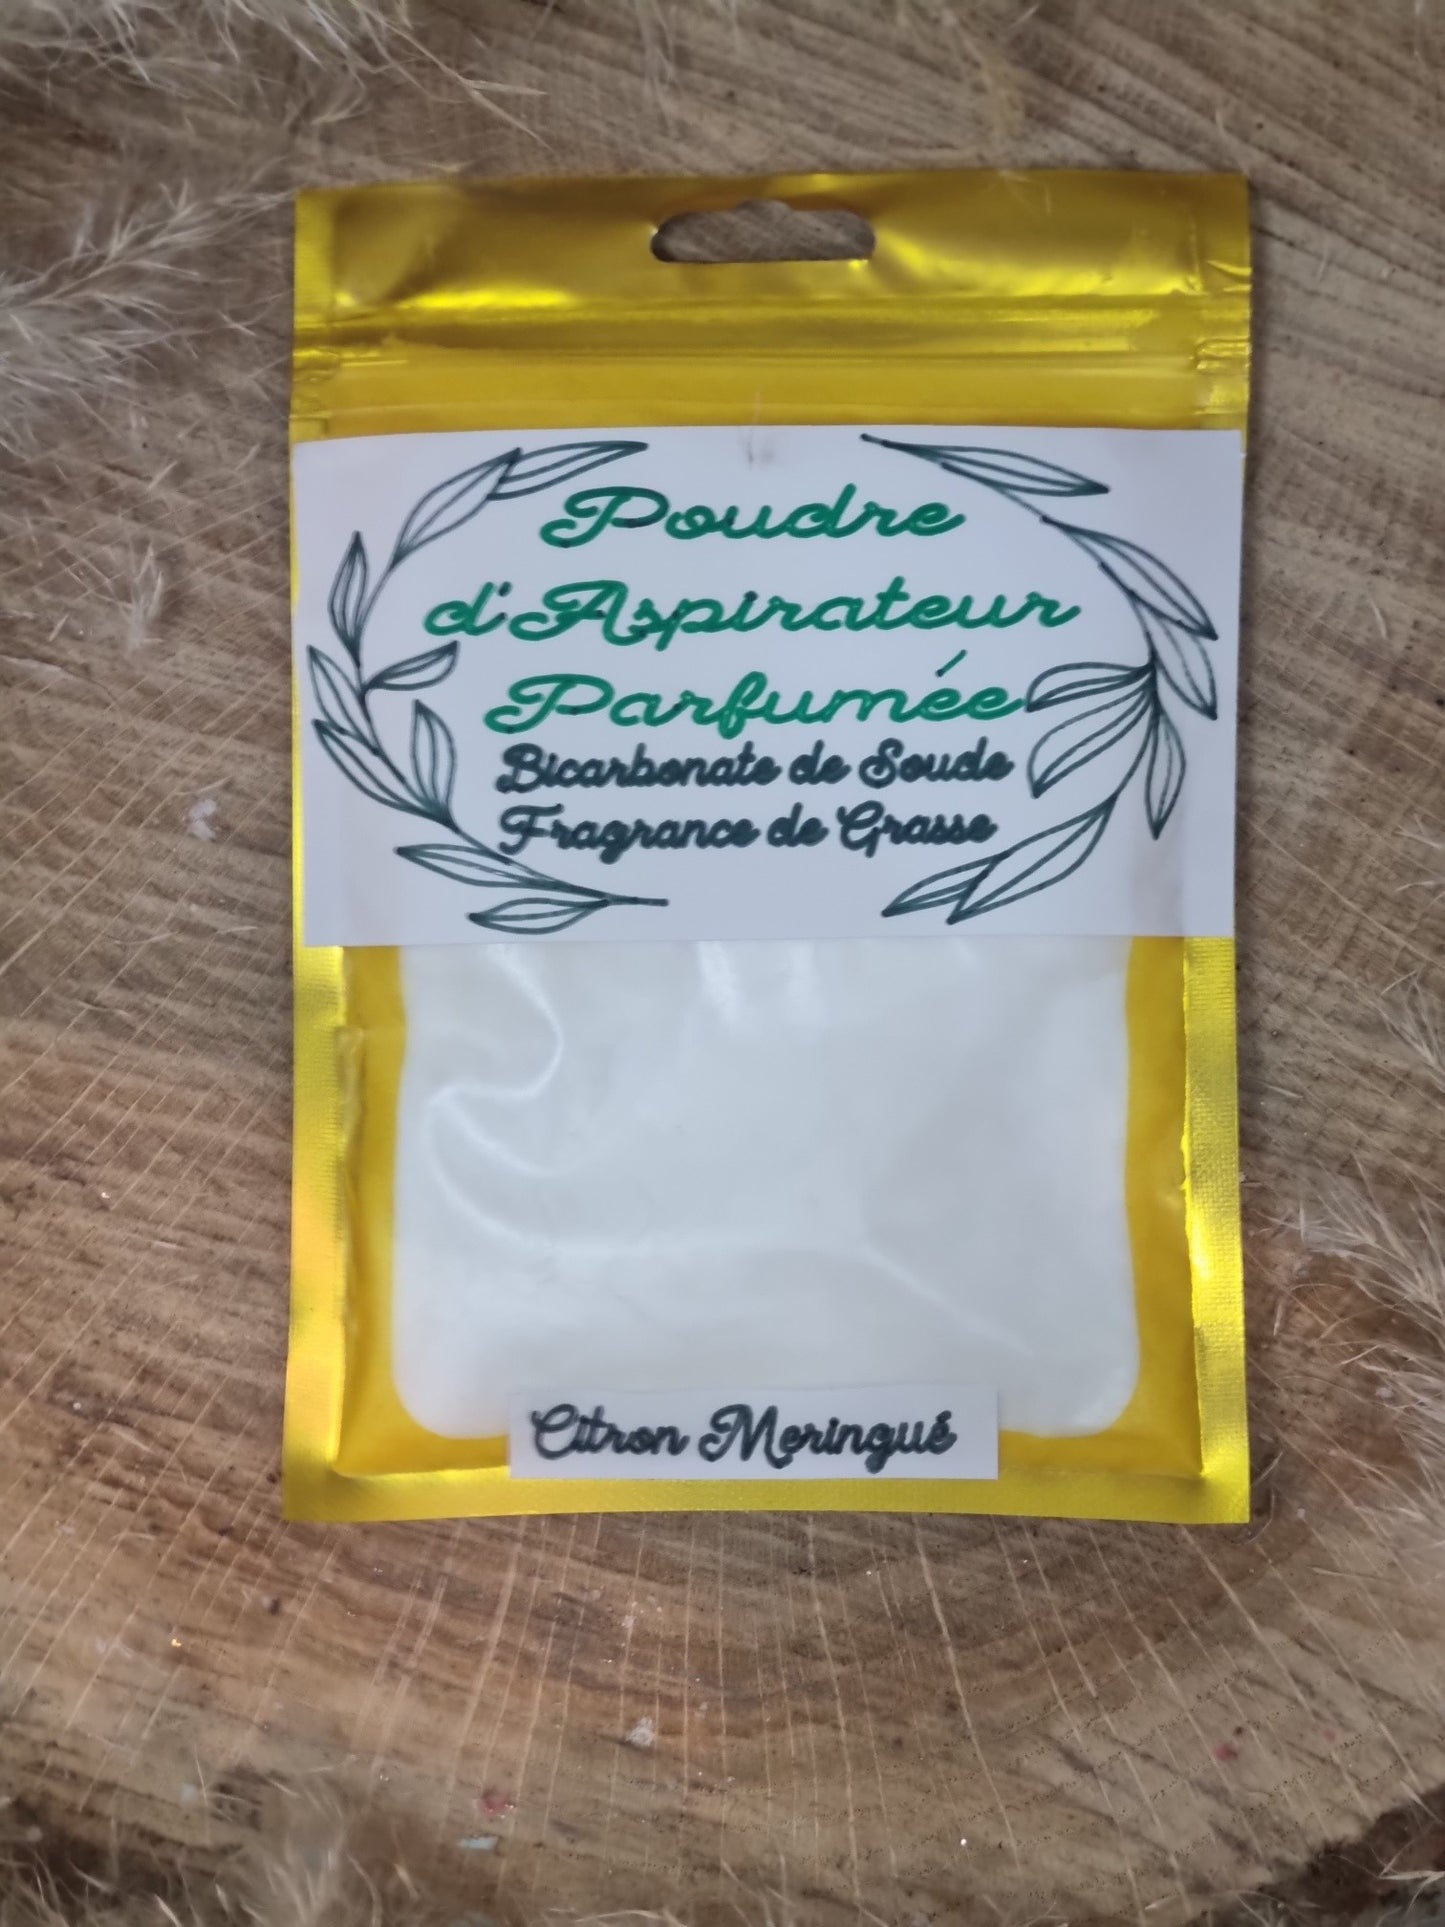 Poudre
d'Aspirateur
Parfumée
Bicarbonate de Soude
Fragrance de Grasse
Citron Meringué